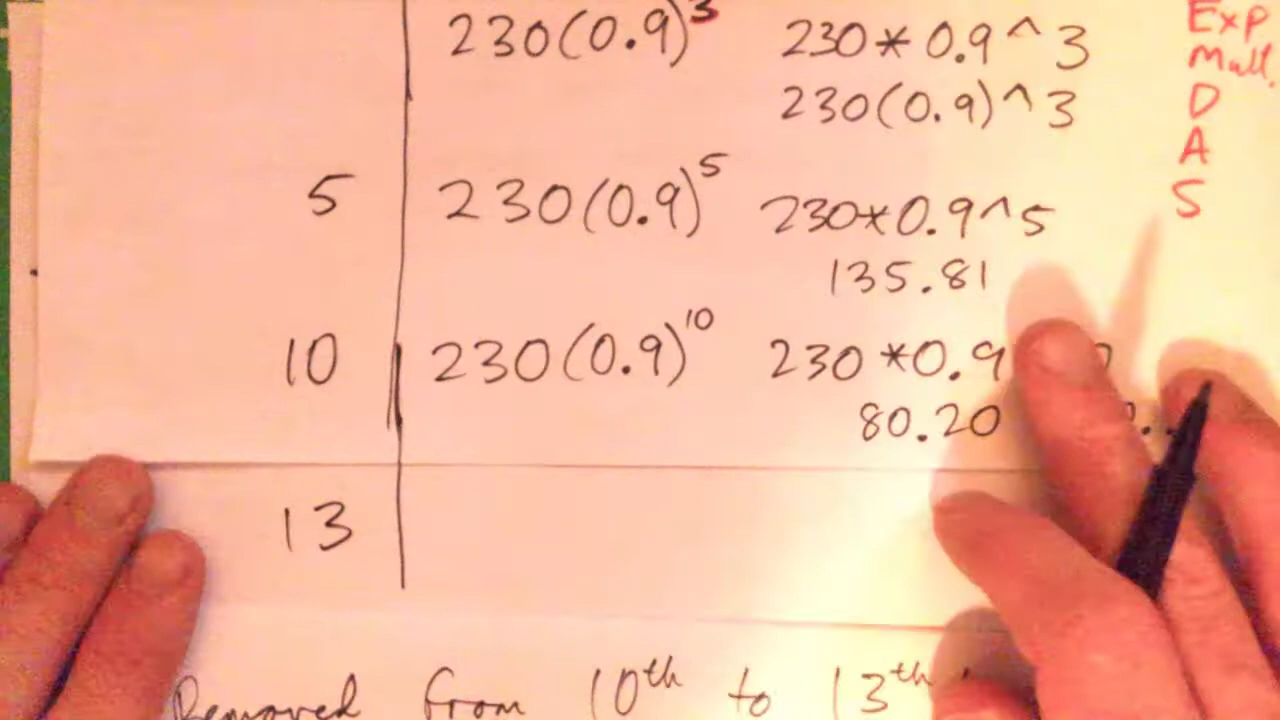 230(0.9)^3 230*0.9^3
230(0.9)^3
5 230(0.9)^5 230*0.9^5
135.81
10 230(0.9)^10 230*0.9
80.20
13
Removed from 10th to 13th
Exp
Mult.
D
A
S